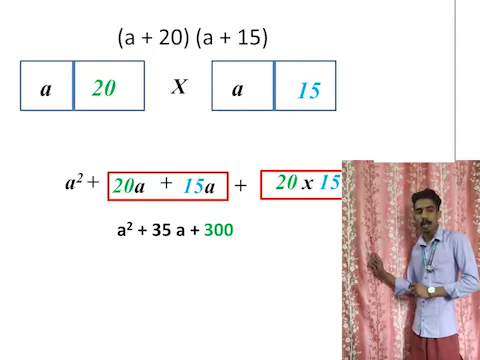 (a + 20) (a + 15)
a 20 X a 15
a² + 20a + 15a + 20 x 15
a² + 35 a + 300